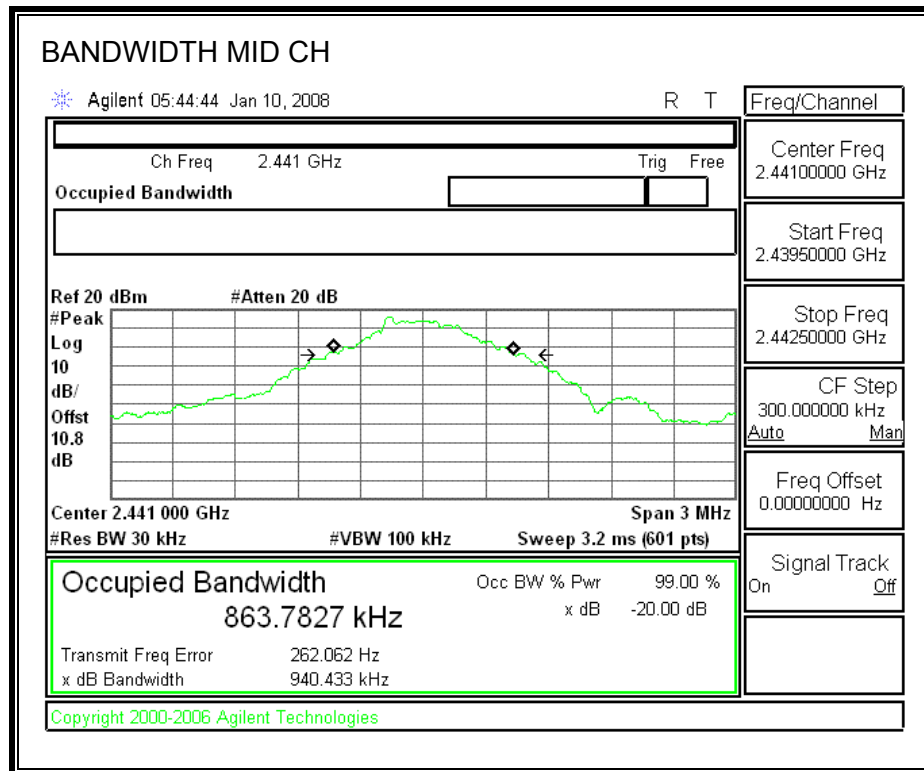 BANDWIDTH MID CH
Agilent 05:44:44 Jan 10, 2008 R T
Freq/Channel
Ch Freq 2.441 GHz Trig Free
Occupied Bandwidth
Center Freq
2.44100000 GHz
Start Freq
2.43950000 GHz
Stop Freq
2.44250000 GHz
CF Step
300.000000 kHz
Auto Man
Freq Offset
0.00000000 Hz
Signal Track
On Off
Ref 20 dBm #Atten 20 dB
#Peak
Log
10
dB/
Offst
10.8
dB
Center 2.441 000 GHz Span 3 MHz
#Res BW 30 kHz #VBW 100 kHz Sweep 3.2 ms (601 pts)
Occupied Bandwidth Occ BW % Pwr 99.00 %
863.7827 kHz x dB -20.00 dB
Transmit Freq Error 262.062 Hz
x dB Bandwidth 940.433 kHz
Copyright 2000-2006 Agilent Technologies